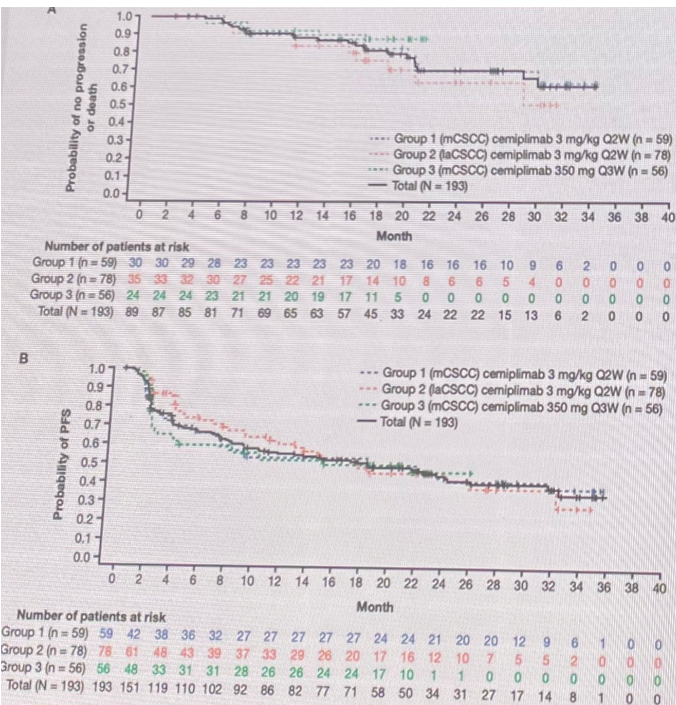 A
Probability of no progression
or death
1.0
0.9
0.8
0.7
0.6
0.5
0.4
0.3
0.2
0.1
0.0
Group 1 (mCSCC) cemiplimab 3 mg/kg Q2W (n = 59)
Group 2 (laCSCC) cemiplimab 3 mg/kg Q2W (n = 78)
Group 3 (mCSCC) cemiplimab 350 mg Q3W (n = 56)
Total (N = 193)
0 2 4 6 8 10 12 14 16 18 20 22 24 26 28 30 32 34 36 38 40
Month
Number of patients at risk
Group 1 (n = 59) 30 30 29 28 23 23 23 23 23 20 18 16 16 16 10 9 6 2 0 0 0
Group 2 (n = 78) 35 33 32 30 27 25 22 21 17 14 10 8 6 6 5 4 0 0 0 0 0
Group 3 (n = 56) 24 24 24 23 21 21 20 19 17 11 5 0 0 0 0 0 0 0 0 0 0
Total (N = 193) 89 87 85 81 71 69 65 63 57 45 33 24 22 22 15 13 6 2 0 0 0
B
Probability of PFS
1.0
0.9
0.8
0.7
0.6
0.5
0.4
0.3
0.2
0.1
0.0
Group 1 (mCSCC) cemiplimab 3 mg/kg Q2W (n = 59)
Group 2 (laCSCC) cemiplimab 3 mg/kg Q2W (n = 78)
Group 3 (mCSCC) cemiplimab 350 mg Q3W (n = 56)
Total (N = 193)
0 2 4 6 8 10 12 14 16 18 20 22 24 26 28 30 32 34 36 38 40
Month
Number of patients at risk
Group 1 (n = 59) 59 42 38 36 32 27 27 27 27 27 24 24 21 20 20 12 9 6 1 0 0
Group 2 (n = 78) 78 61 48 43 39 37 33 29 26 20 17 16 12 10 7 5 5 2 0 0 0
Group 3 (n = 56) 56 48 33 31 31 28 26 26 24 24 17 10 1 1 0 0 0 0 0 0 0
Total (N = 193) 193 151 119 110 102 92 86 82 77 71 58 50 34 31 27 17 14 8 1 0 0